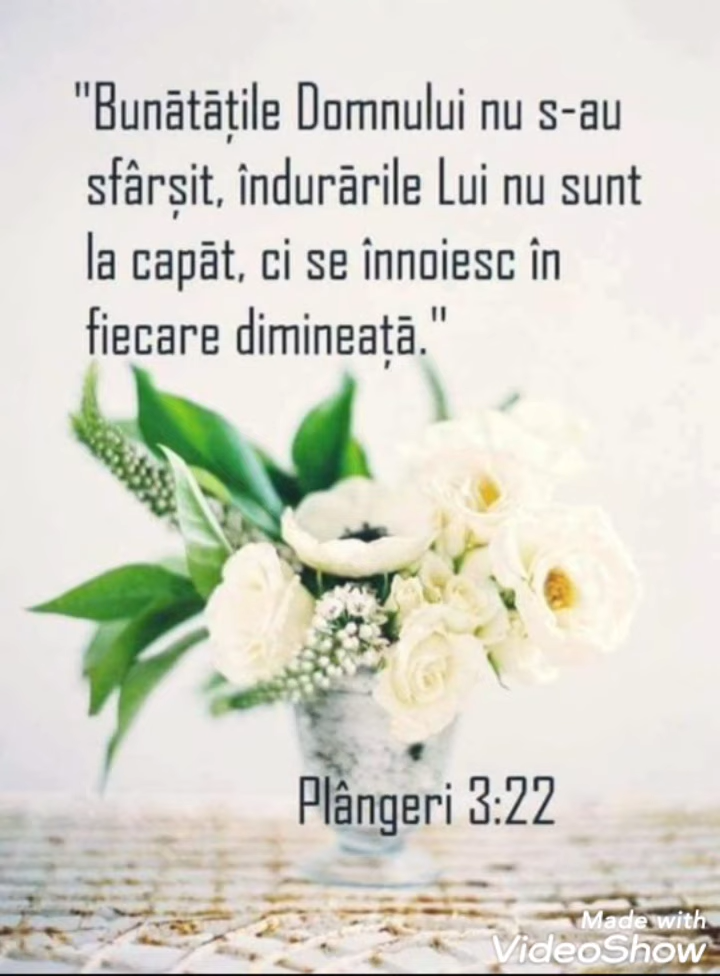 "Bunătățile Domnului nu s-au
sfârșit, îndurările Lui nu sunt
la capăt, ci se înnoiesc în
fiecare dimineață."
Plângeri 3:22
Made with
VideoShow